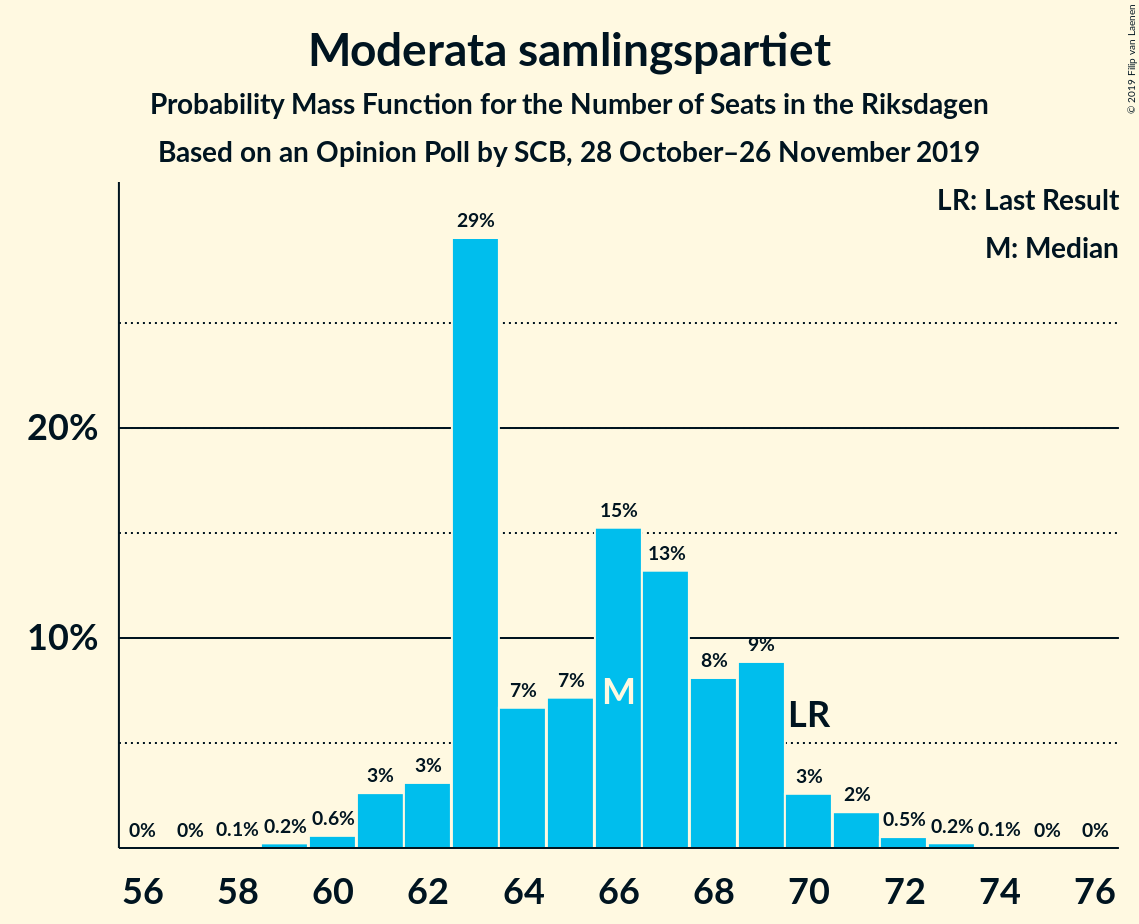 Moderata samlingspartiet
Probability Mass Function for the Number of Seats in the Riksdagen
Based on an Opinion Poll by SCB, 28 October–26 November 2019
© 2019 Filip van Laenen
LR: Last Result
M: Median
29%
20%
15%
13%
10%
9%
8%
7%
7%
M
LR
3%
3%
3%
2%
0% 0% 0.1% 0.2% 0.6% 0.5% 0.2% 0.1% 0% 0%
56 58 60 62 64 66 68 70 72 74 76